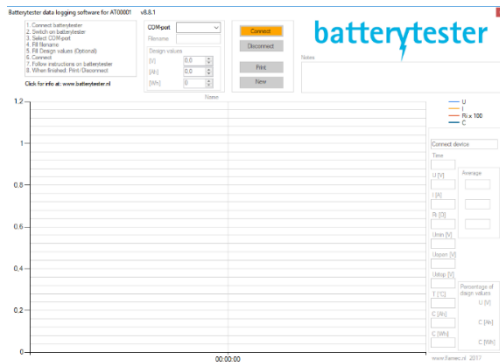 Batterytester data logging software for AT00001 v8.8.1
1. Connect batterytester
2. Switch on batterytester
3. Select COM-port
4. Fill filename
5. Fill Design values (Optional)
6. Connect
7. Follow instructions on batterytester
8. When finished: Print/Disconnect
Click for info at: www.batterytester.nl
COM-port
Filename
Design values
[V] 0.0
[Ah] 0.0
[Wh] 0
Connect
Disconnect
Print
New
batterytester
Notes
Name
1.2
1
0.8
0.6
0.4
0.2
0
00:00:00
U
I
Ri x 100
C
Connect device
Time
U [V]
Average
I [A]
Ri [Ω]
Umin [V]
Uopen [V]
Ustop [V]
T [°C]
Percentage of
design values
U [V]
C [Ah]
C [Ah]
C [Wh]
C [Wh]
2017